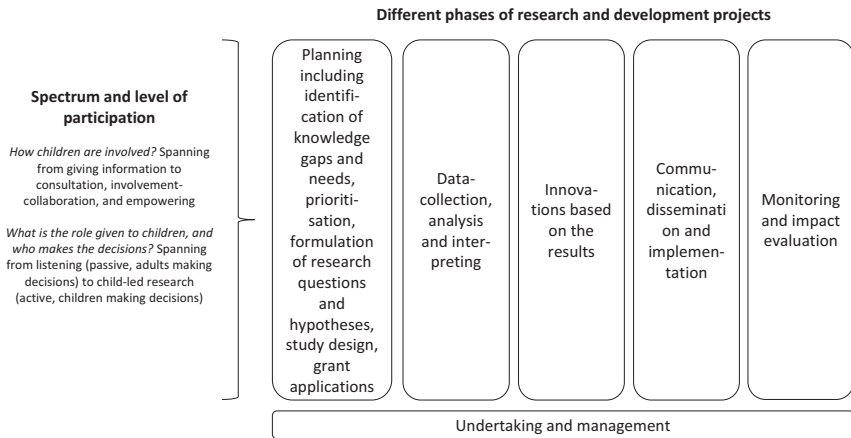 Different phases of research and development projects
Spectrum and level of
participation
How children are involved? Spanning
from giving information to
consultation, involvement-
collaboration, and empowering
What is the role given to children, and
who makes the decisions? Spanning
from listening (passive, adults making
decisions) to child-led research
(active, children making decisions)
Planning
including
identifi-
cation of
knowledge
gaps and
needs,
prioriti-
sation,
formulation
of research
questions
and
hypotheses,
study design,
grant
applications
Data-
collection,
analysis
and inter-
preting
Innova-
tions based
on the
results
Commu-
nication,
disseminati
on and
implemen-
tation
Monitoring
and impact
evaluation
Undertaking and management